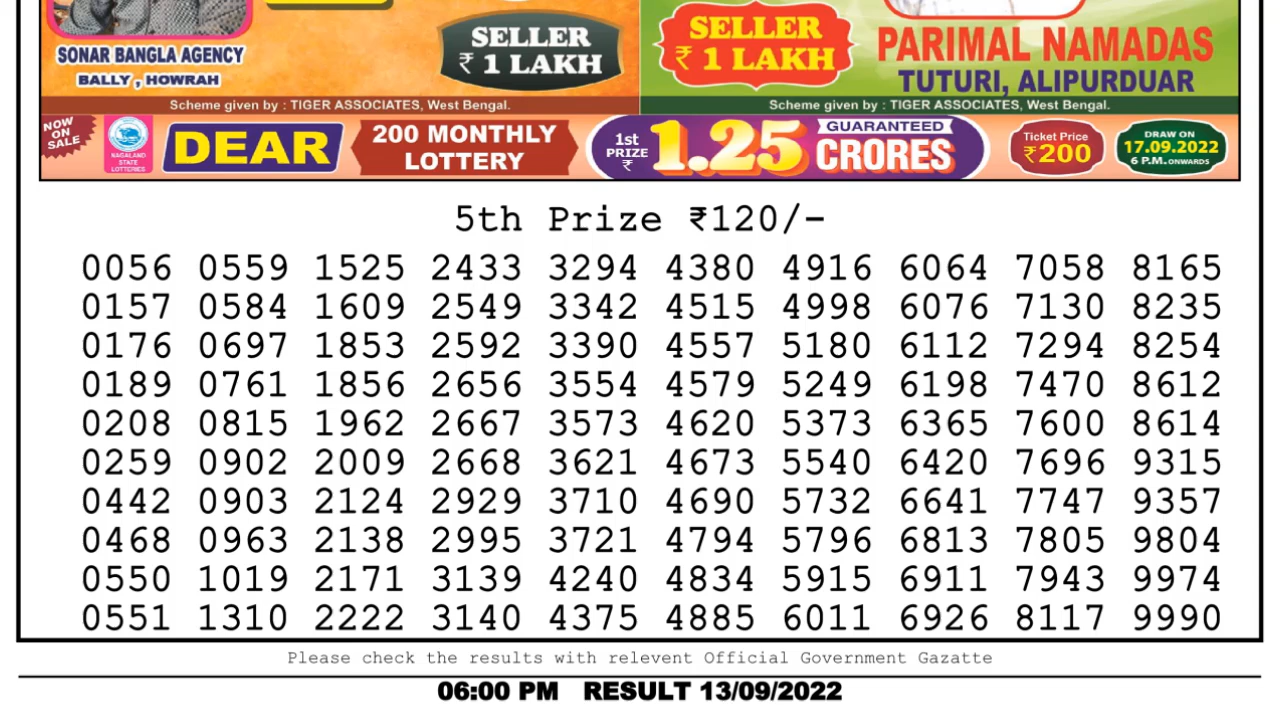 SONAR BANGLA AGENCY
BALLY , HOWRAH
SELLER
₹ 1 LAKH
SELLER
₹ 1 LAKH
PARIMAL NAMADAS
TUTURI, ALIPURDUAR
Scheme given by : TIGER ASSOCIATES, West Bengal.
Scheme given by : TIGER ASSOCIATES, West Bengal.
NOW
ON
SALE
NAGALAND
STATE
LOTTERIES
DEAR
200 MONTHLY
LOTTERY
1st
PRIZE
₹
1.25
GUARANTEED
CRORES
Ticket Price
₹200
DRAW ON
17.09.2022
6 P.M. ONWARDS
5th Prize ₹120/-
0056 0559 1525 2433 3294 4380 4916 6064 7058 8165
0157 0584 1609 2549 3342 4515 4998 6076 7130 8235
0176 0697 1853 2592 3390 4557 5180 6112 7294 8254
0189 0761 1856 2656 3554 4579 5249 6198 7470 8612
0208 0815 1962 2667 3573 4620 5373 6365 7600 8614
0259 0902 2009 2668 3621 4673 5540 6420 7696 9315
0442 0903 2124 2929 3710 4690 5732 6641 7747 9357
0468 0963 2138 2995 3721 4794 5796 6813 7805 9804
0550 1019 2171 3139 4240 4834 5915 6911 7943 9974
0551 1310 2222 3140 4375 4885 6011 6926 8117 9990
Please check the results with relevent Official Government Gazatte
06:00 PM RESULT 13/09/2022